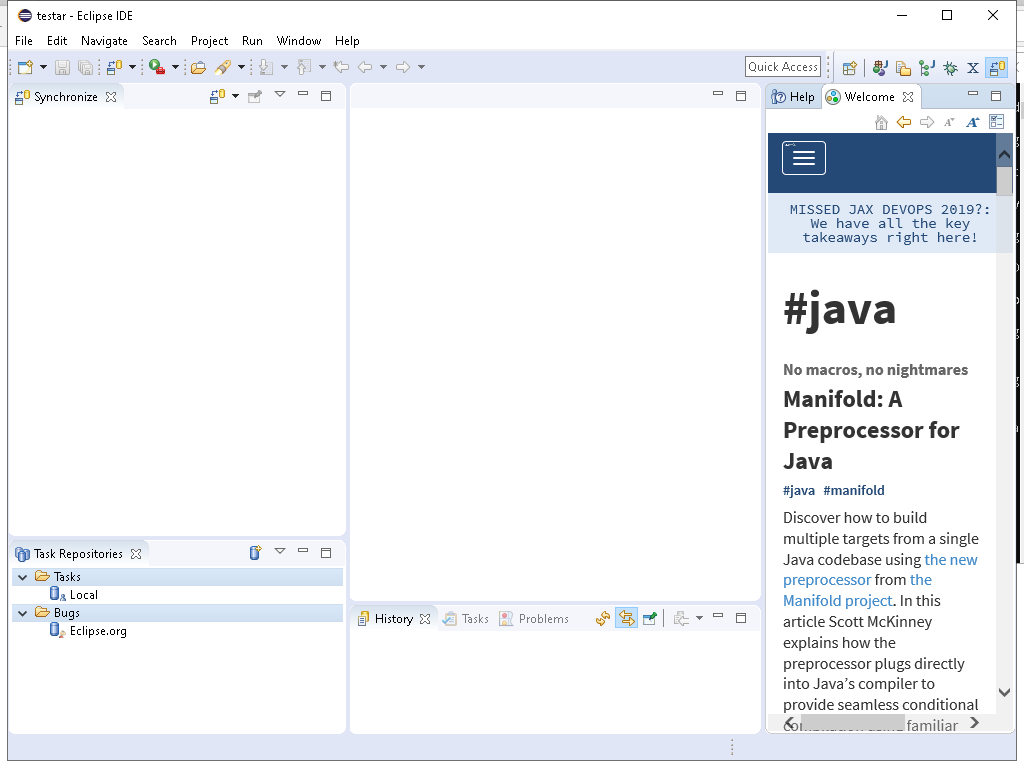 testar - Eclipse IDE
File Edit Navigate Search Project Run Window Help
Quick Access
Synchronize
Help Welcome
MISSED JAX DEVOPS 2019?:
We have all the key
takeaways right here!
#java
No macros, no nightmares
Manifold: A
Preprocessor for
Java
#java #manifold
Discover how to build
multiple targets from a single
Java codebase using the new
preprocessor from the
Manifold project. In this
article Scott McKinney
explains how the
preprocessor plugs directly
into Java’s compiler to
provide seamless conditional
compilation using familiar
Task Repositories
Tasks
Local
Bugs
Eclipse.org
History Tasks Problems